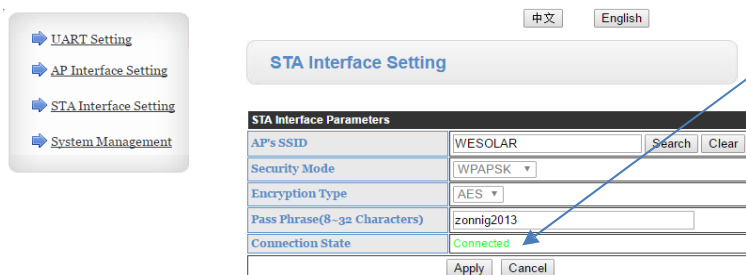 中文 English
UART Setting
AP Interface Setting
STA Interface Setting
System Management
STA Interface Setting
STA Interface Parameters
AP's SSID WESOLAR Search Clear
Security Mode WPAPSK
Encryption Type AES
Pass Phrase(8~32 Characters) zonnig2013
Connection State Connected
Apply Cancel